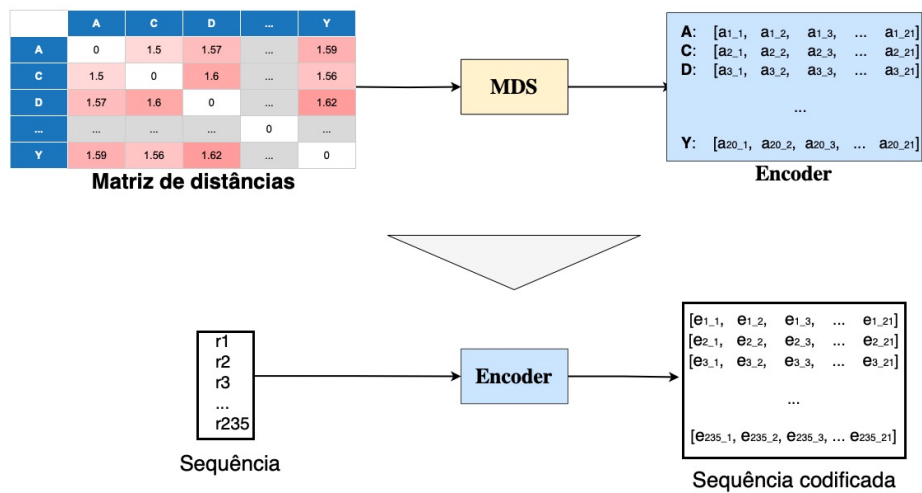 A C D ... Y
A 0 1.5 1.57 ... 1.59
C 1.5 0 1.6 ... 1.56
D 1.57 1.6 0 ... 1.62
... ... ... ... 0 ...
Y 1.59 1.56 1.62 ... 0
Matriz de distâncias
MDS
A: [a1_1, a1_2, a1_3, ... a1_21]
C: [a2_1, a2_2, a2_3, ... a2_21]
D: [a3_1, a3_2, a3_3, ... a3_21]
...
Y: [a20_1, a20_2, a20_3, ... a20_21]
Encoder
r1
r2
r3
...
r235
Sequência
Encoder
[e1_1, e1_2, e1_3, ... e1_21]
[e2_1, e2_2, e2_3, ... e2_21]
[e3_1, e3_2, e3_3, ... e3_21]
...
[e235_1, e235_2, e235_3, ... e235_21]
Sequência codificada